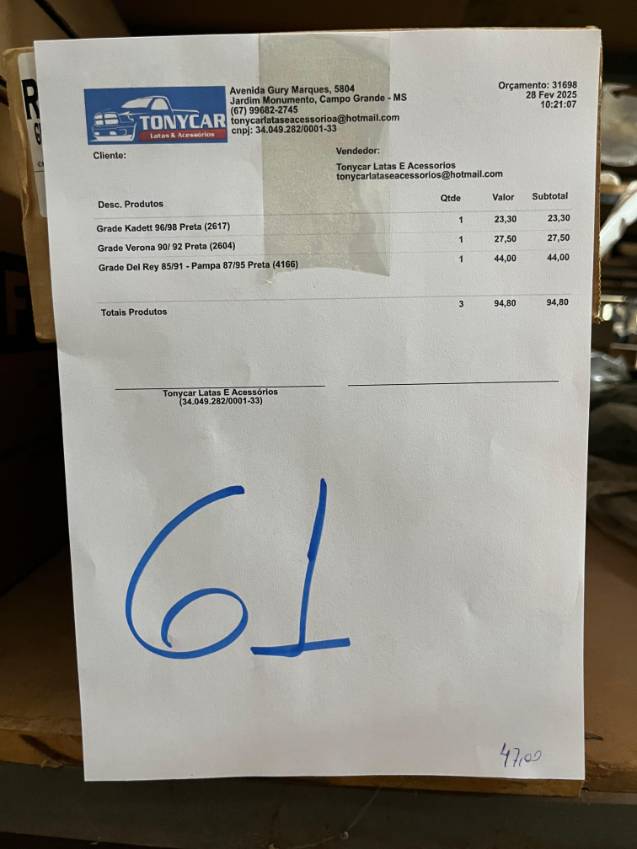 TONYCAR
Latas & Acessórios
Avenida Gury Marques, 5804
Jardim Monumento, Campo Grande - MS
(67) 99682-2745
tonycarlataseacessorioa@hotmail.com
cnpj: 34.049.282/0001-33
Orçamento: 31698
28 Fev 2025
10:21:07
Cliente:
Vendedor:
Tonycar Latas E Acessorios
tonycarlataseacessorios@hotmail.com
Desc. Produtos Qtde Valor Subtotal
Grade Kadett 96/98 Preta (2617) 1 23,30 23,30
Grade Verona 90/ 92 Preta (2604) 1 27,50 27,50
Grade Del Rey 85/91 - Pampa 87/95 Preta (4166) 1 44,00 44,00
Totais Produtos 3 94,80 94,80
Tonycar Latas E Acessórios
(34.049.282/0001-33)
61
47,00